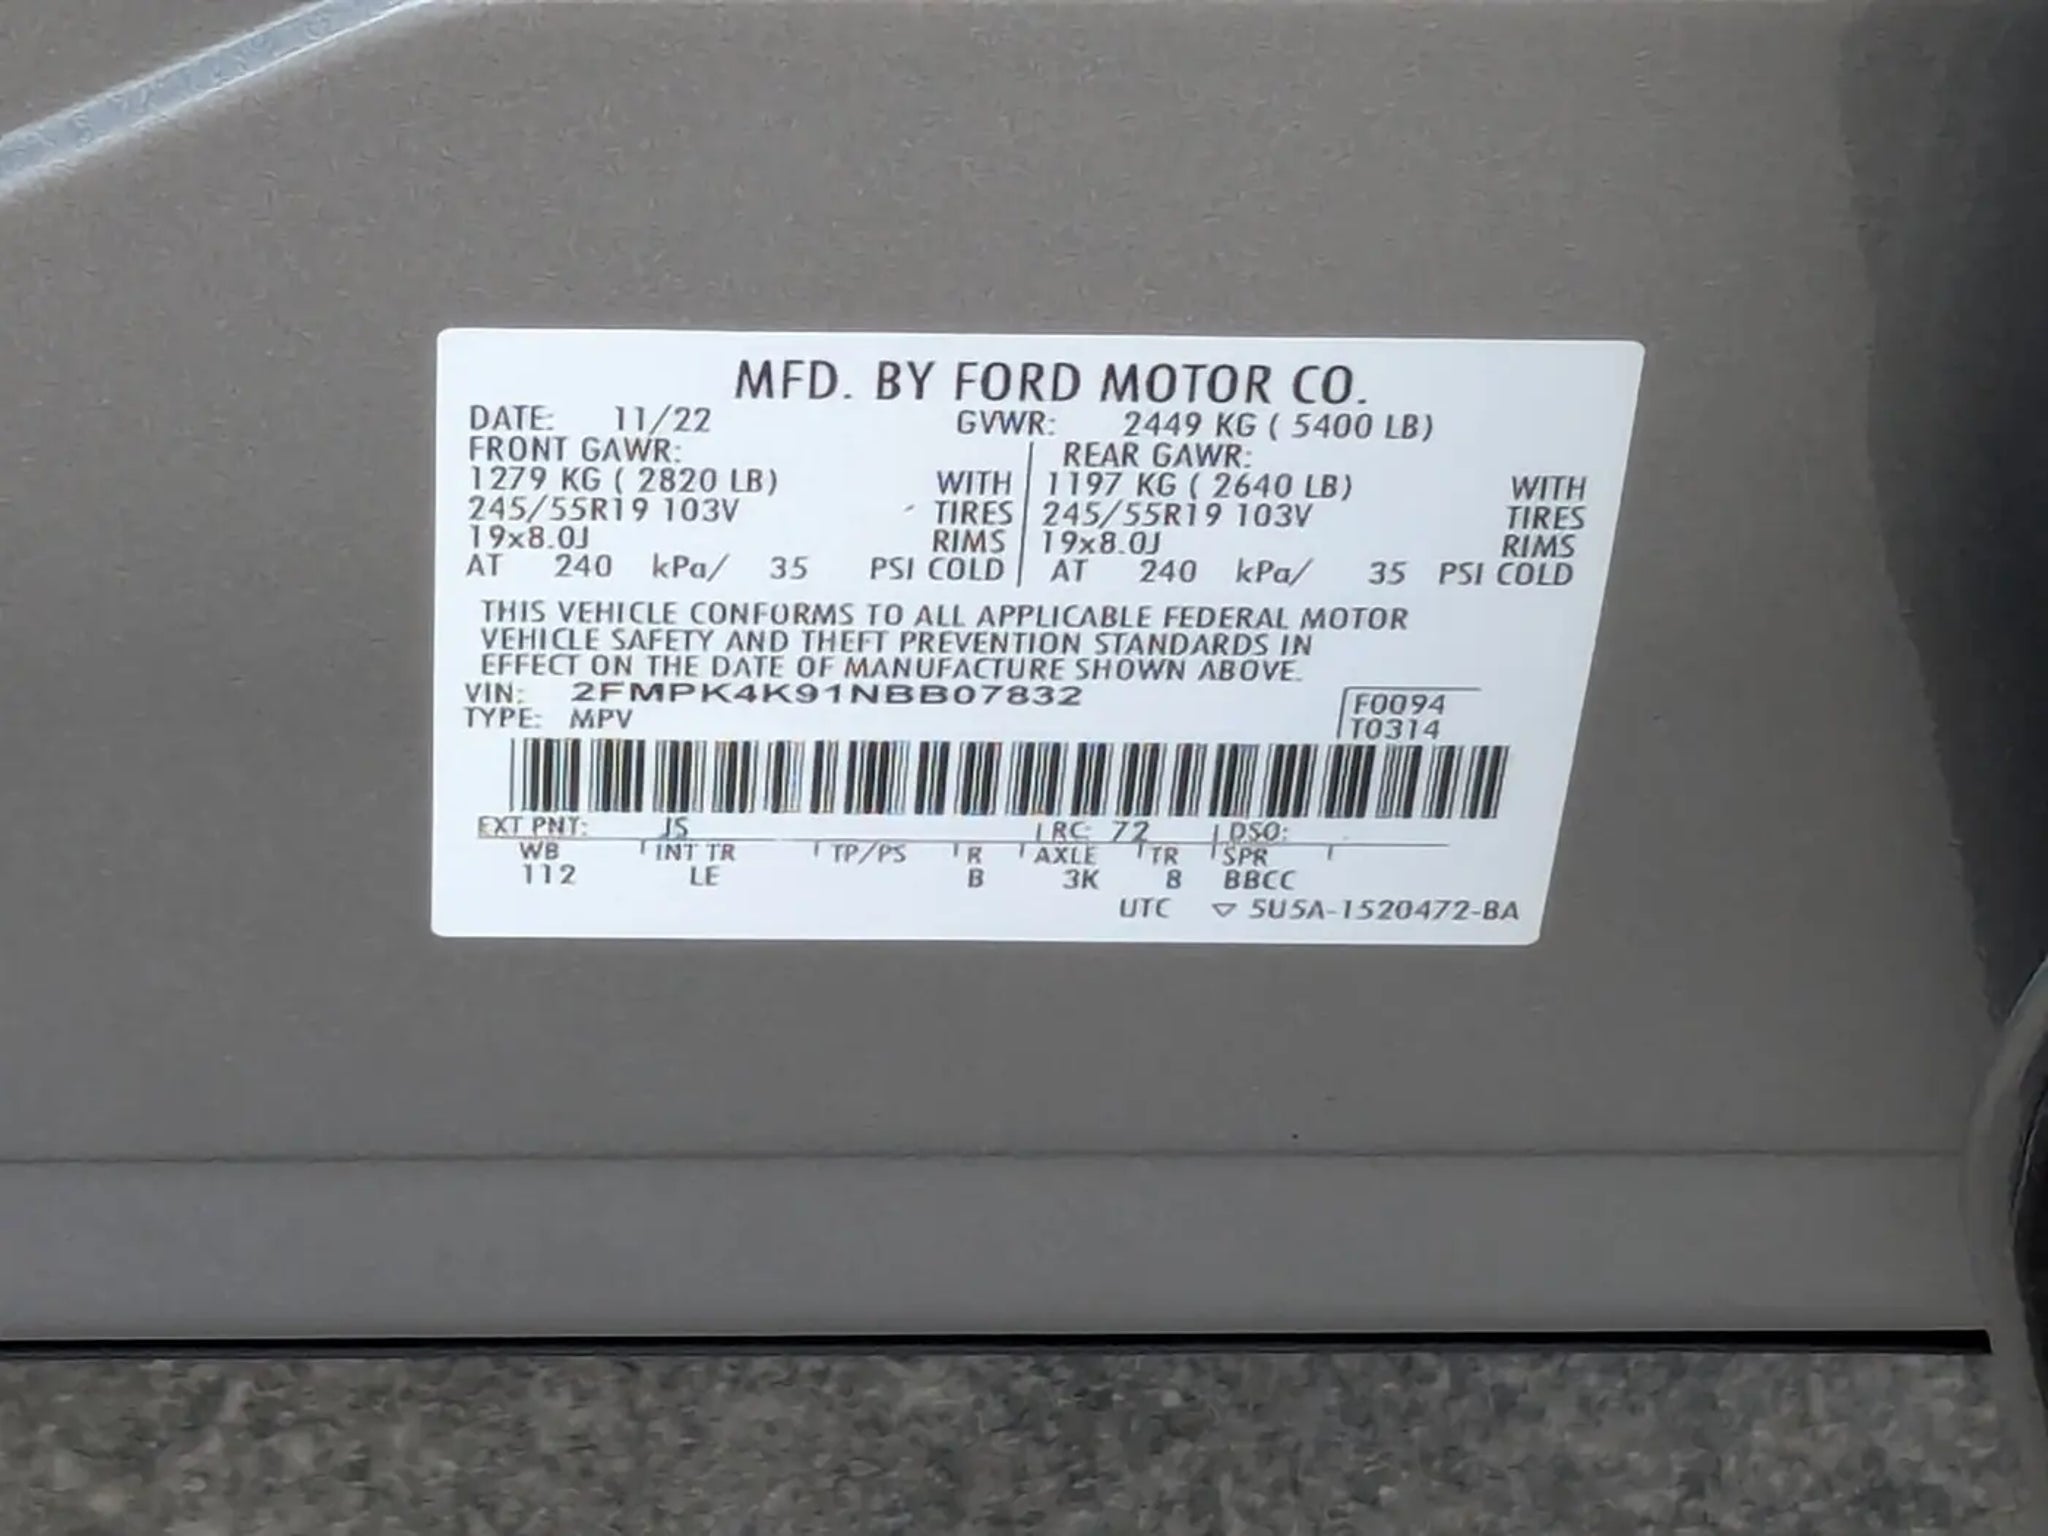 MFD. BY FORD MOTOR CO.
DATE: 11/22 GVWR: 2449 KG ( 5400 LB)
FRONT GAWR: REAR GAWR:
1279 KG ( 2820 LB) WITH 1197 KG ( 2640 LB) WITH
245/55R19 103V TIRES 245/55R19 103V TIRES
19x8.0J RIMS 19x8.0J RIMS
AT 240 kPa/ 35 PSI COLD AT 240 kPa/ 35 PSI COLD
THIS VEHICLE CONFORMS TO ALL APPLICABLE FEDERAL MOTOR
VEHICLE SAFETY AND THEFT PREVENTION STANDARDS IN
EFFECT ON THE DATE OF MANUFACTURE SHOWN ABOVE.
VIN: 2FMPK4K91NBB07832 F0094
TYPE: MPV T0314
EXT PNT: JS RC: 72 DSO:
WB INT TR TP/PS R AXLE TR SPR
112 LE B 3K 8 BBCC
UTC ▽ 5U5A-1520472-BA